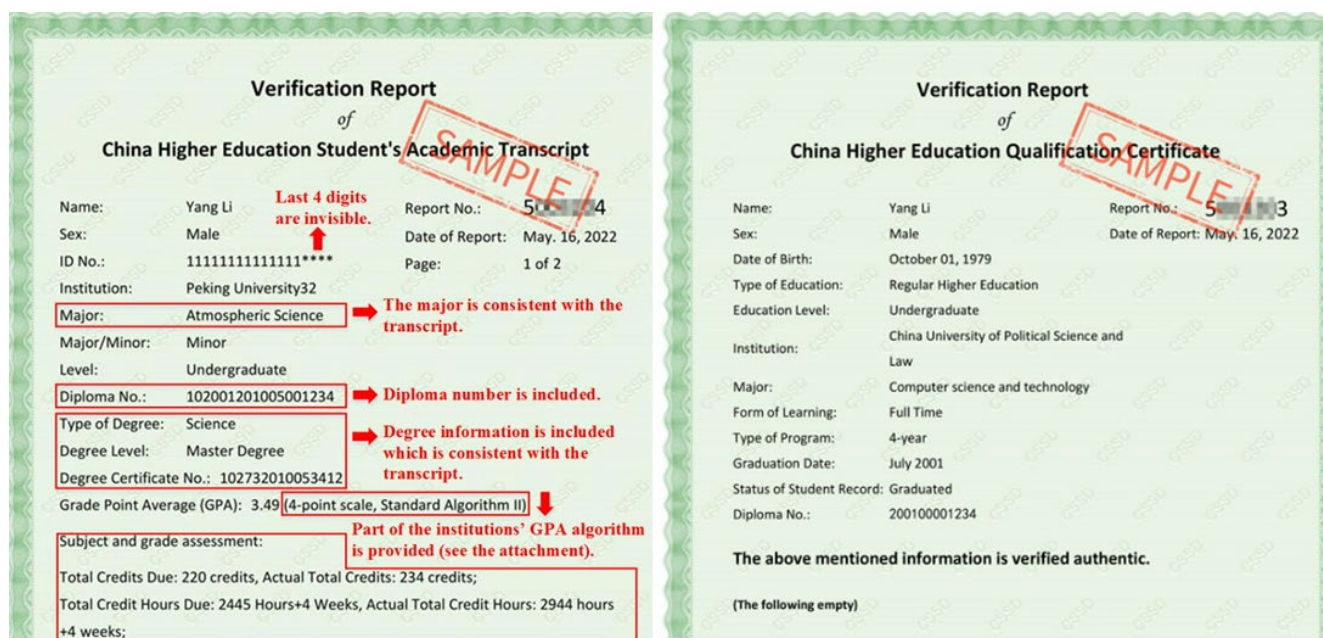 Verification Report
of
China Higher Education Student's Academic Transcript
SAMPLE
Name: Yang Li
Last 4 digits
are invisible.
Report No.: 5 4
Sex: Male
Date of Report: May. 16, 2022
ID No.: 11111111111111****
Page: 1 of 2
Institution: Peking University32
Major: Atmospheric Science
The major is consistent with the
transcript.
Major/Minor: Minor
Level: Undergraduate
Diploma No.: 102001201005001234
Diploma number is included.
Type of Degree: Science
Degree Level: Master Degree
Degree Certificate No.: 102732010053412
Degree information is included
which is consistent with the
transcript.
Grade Point Average (GPA): 3.49 (4-point scale, Standard Algorithm II)
Part of the institutions' GPA algorithm
is provided (see the attachment).
Subject and grade assessment:
Total Credits Due: 220 credits, Actual Total Credits: 234 credits;
Total Credit Hours Due: 2445 Hours+4 Weeks, Actual Total Credit Hours: 2944 hours
+4 weeks;
Verification Report
of
China Higher Education Qualification Certificate
SAMPLE
Name: Yang Li
Report No.: 5 3
Sex: Male
Date of Report: May. 16, 2022
Date of Birth: October 01, 1979
Type of Education: Regular Higher Education
Education Level: Undergraduate
Institution: China University of Political Science and
Law
Major: Computer science and technology
Form of Learning: Full Time
Type of Program: 4-year
Graduation Date: July 2001
Status of Student Record: Graduated
Diploma No.: 200100001234
The above mentioned information is verified authentic.
(The following empty)